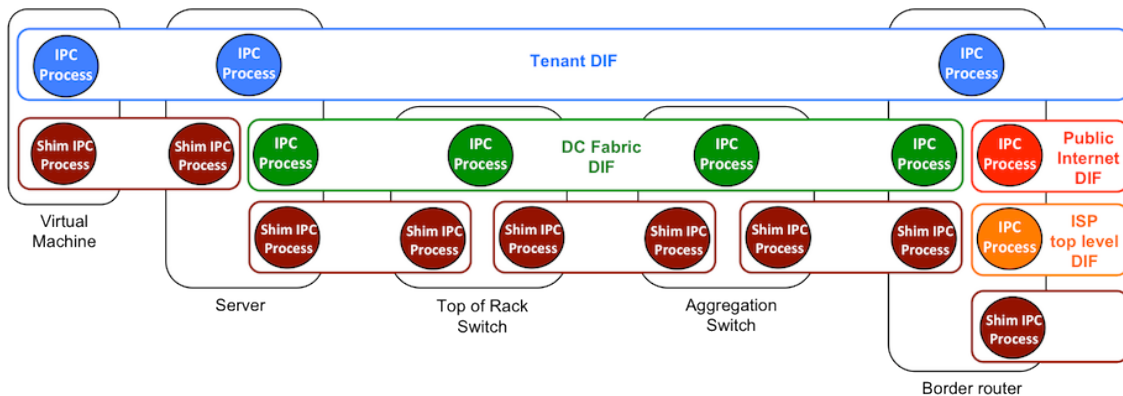 IPC
Process
IPC
Process
Tenant DIF
IPC
Process
Shim IPC
Process
Shim IPC
Process
IPC
Process
IPC
Process
DC Fabric
DIF
IPC
Process
IPC
Process
IPC
Process
Public
Internet
DIF
Virtual
Machine
Shim IPC
Process
Shim IPC
Process
Shim IPC
Process
Shim IPC
Process
Shim IPC
Process
Shim IPC
Process
IPC
Process
ISP
top level
DIF
Server
Top of Rack
Switch
Aggregation
Switch
Shim IPC
Process
Border router